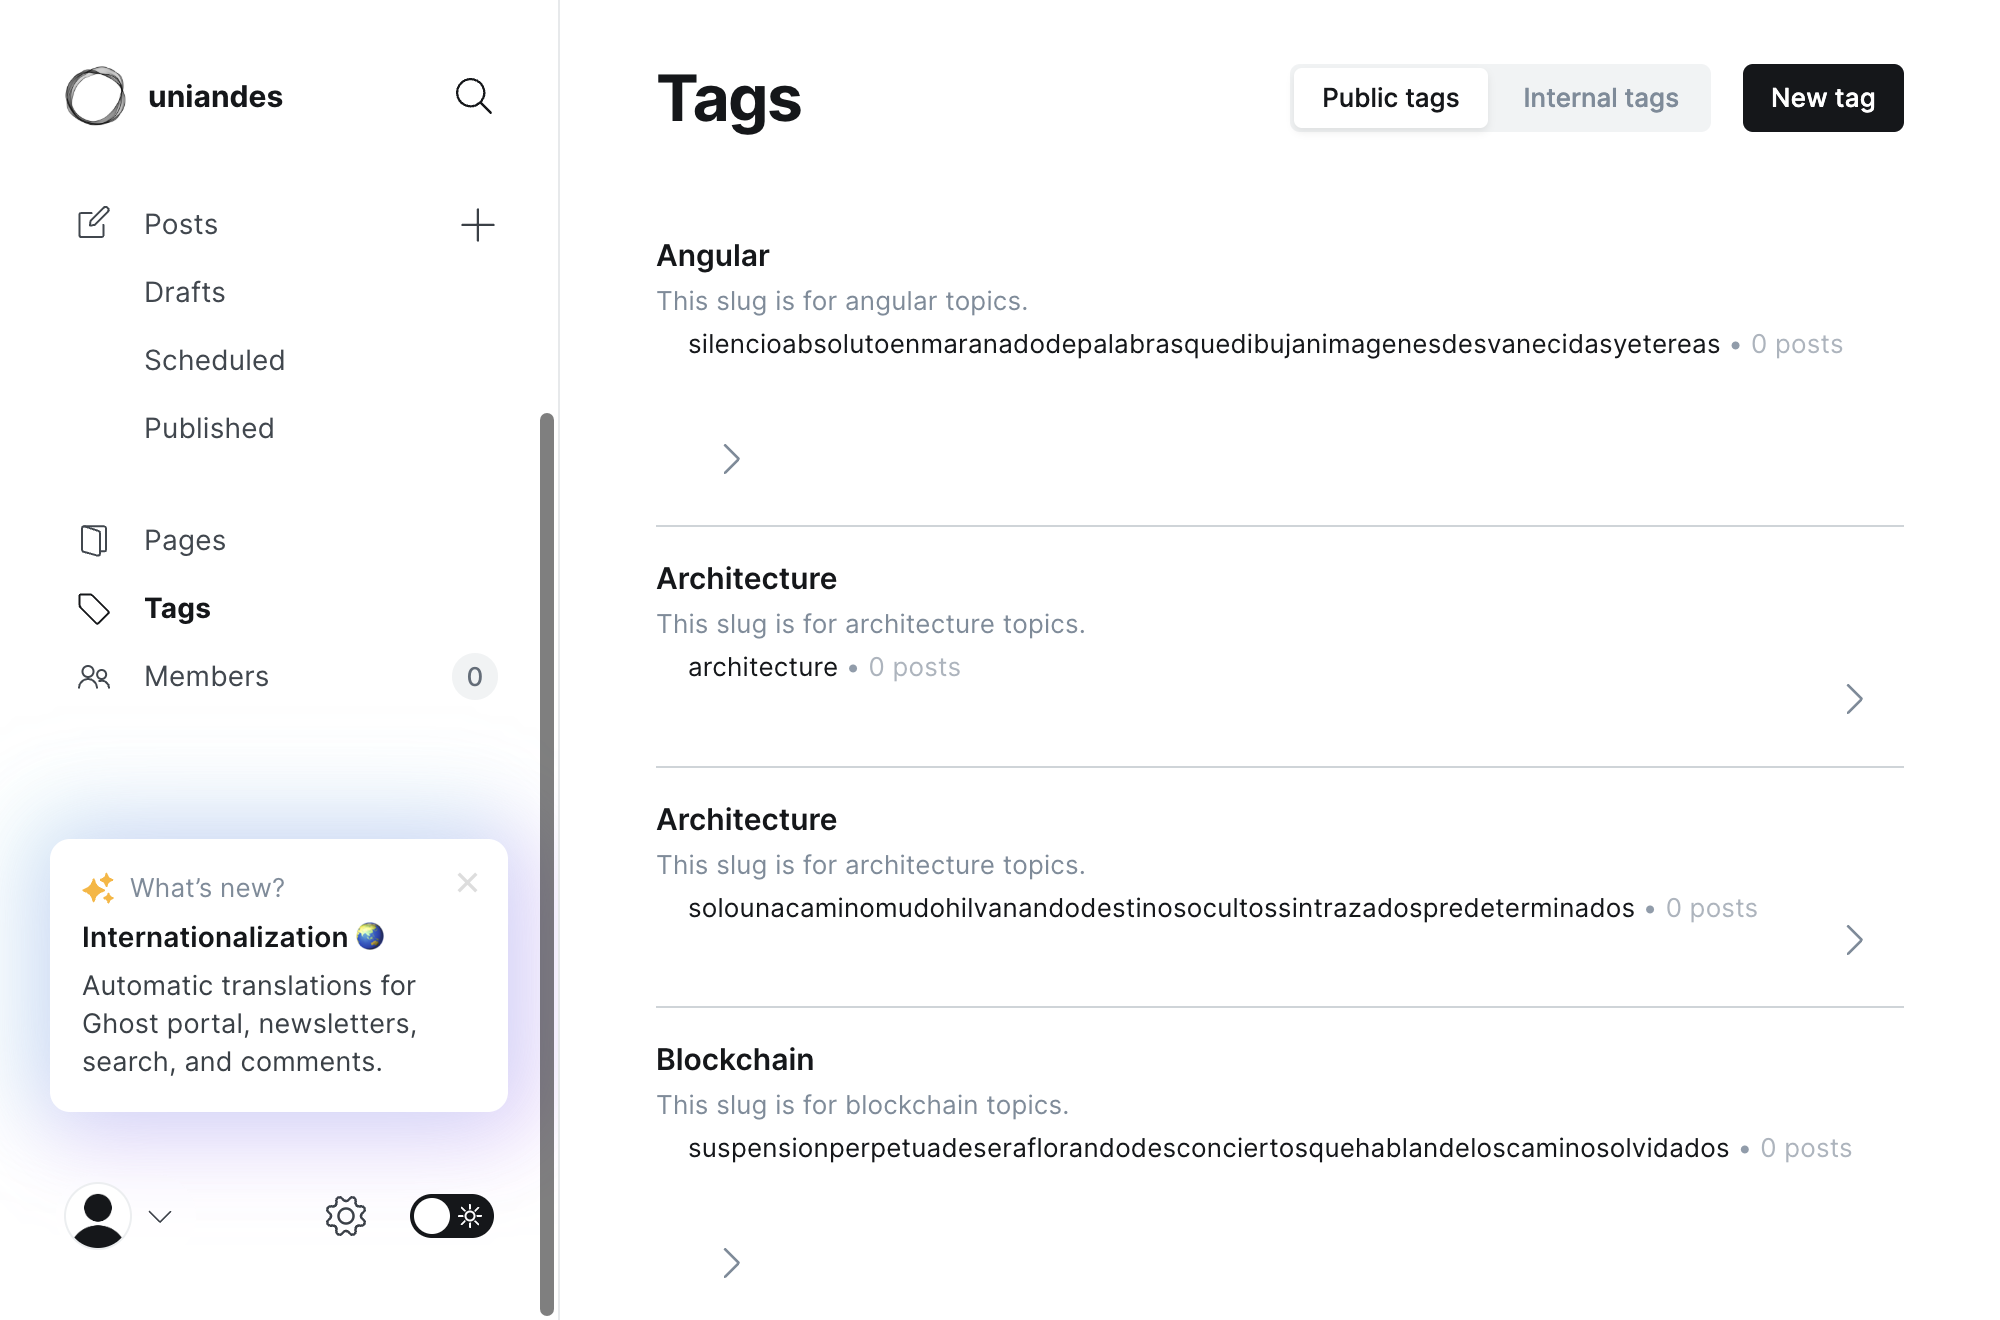 uniandes
Posts
Drafts
Scheduled
Published
Pages
Tags
Members
0
What's new?
Internationalization
Automatic translations for
Ghost portal, newsletters,
search, and comments.
Tags
Public tags
Internal tags
New tag
Angular
This slug is for angular topics.
silencioabsolutoenmaranadodepalabrasquedibujanimagenesdesvanecidasyetereas • 0 posts
Architecture
This slug is for architecture topics.
architecture • 0 posts
Architecture
This slug is for architecture topics.
solounacaminomudohilvanandodestinosocultossintrazadospredeterminados • 0 posts
Blockchain
This slug is for blockchain topics.
suspensionperpetuadeseraflorandodesconciertosquehablandeloscaminosolvidados • 0 posts